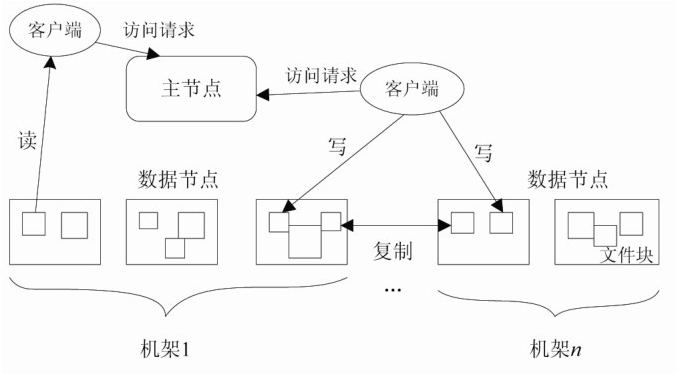 客户端
访问请求
主节点
访问请求
客户端
读
写
写
数据节点
数据节点
复制
文件块
...
机架1
机架n